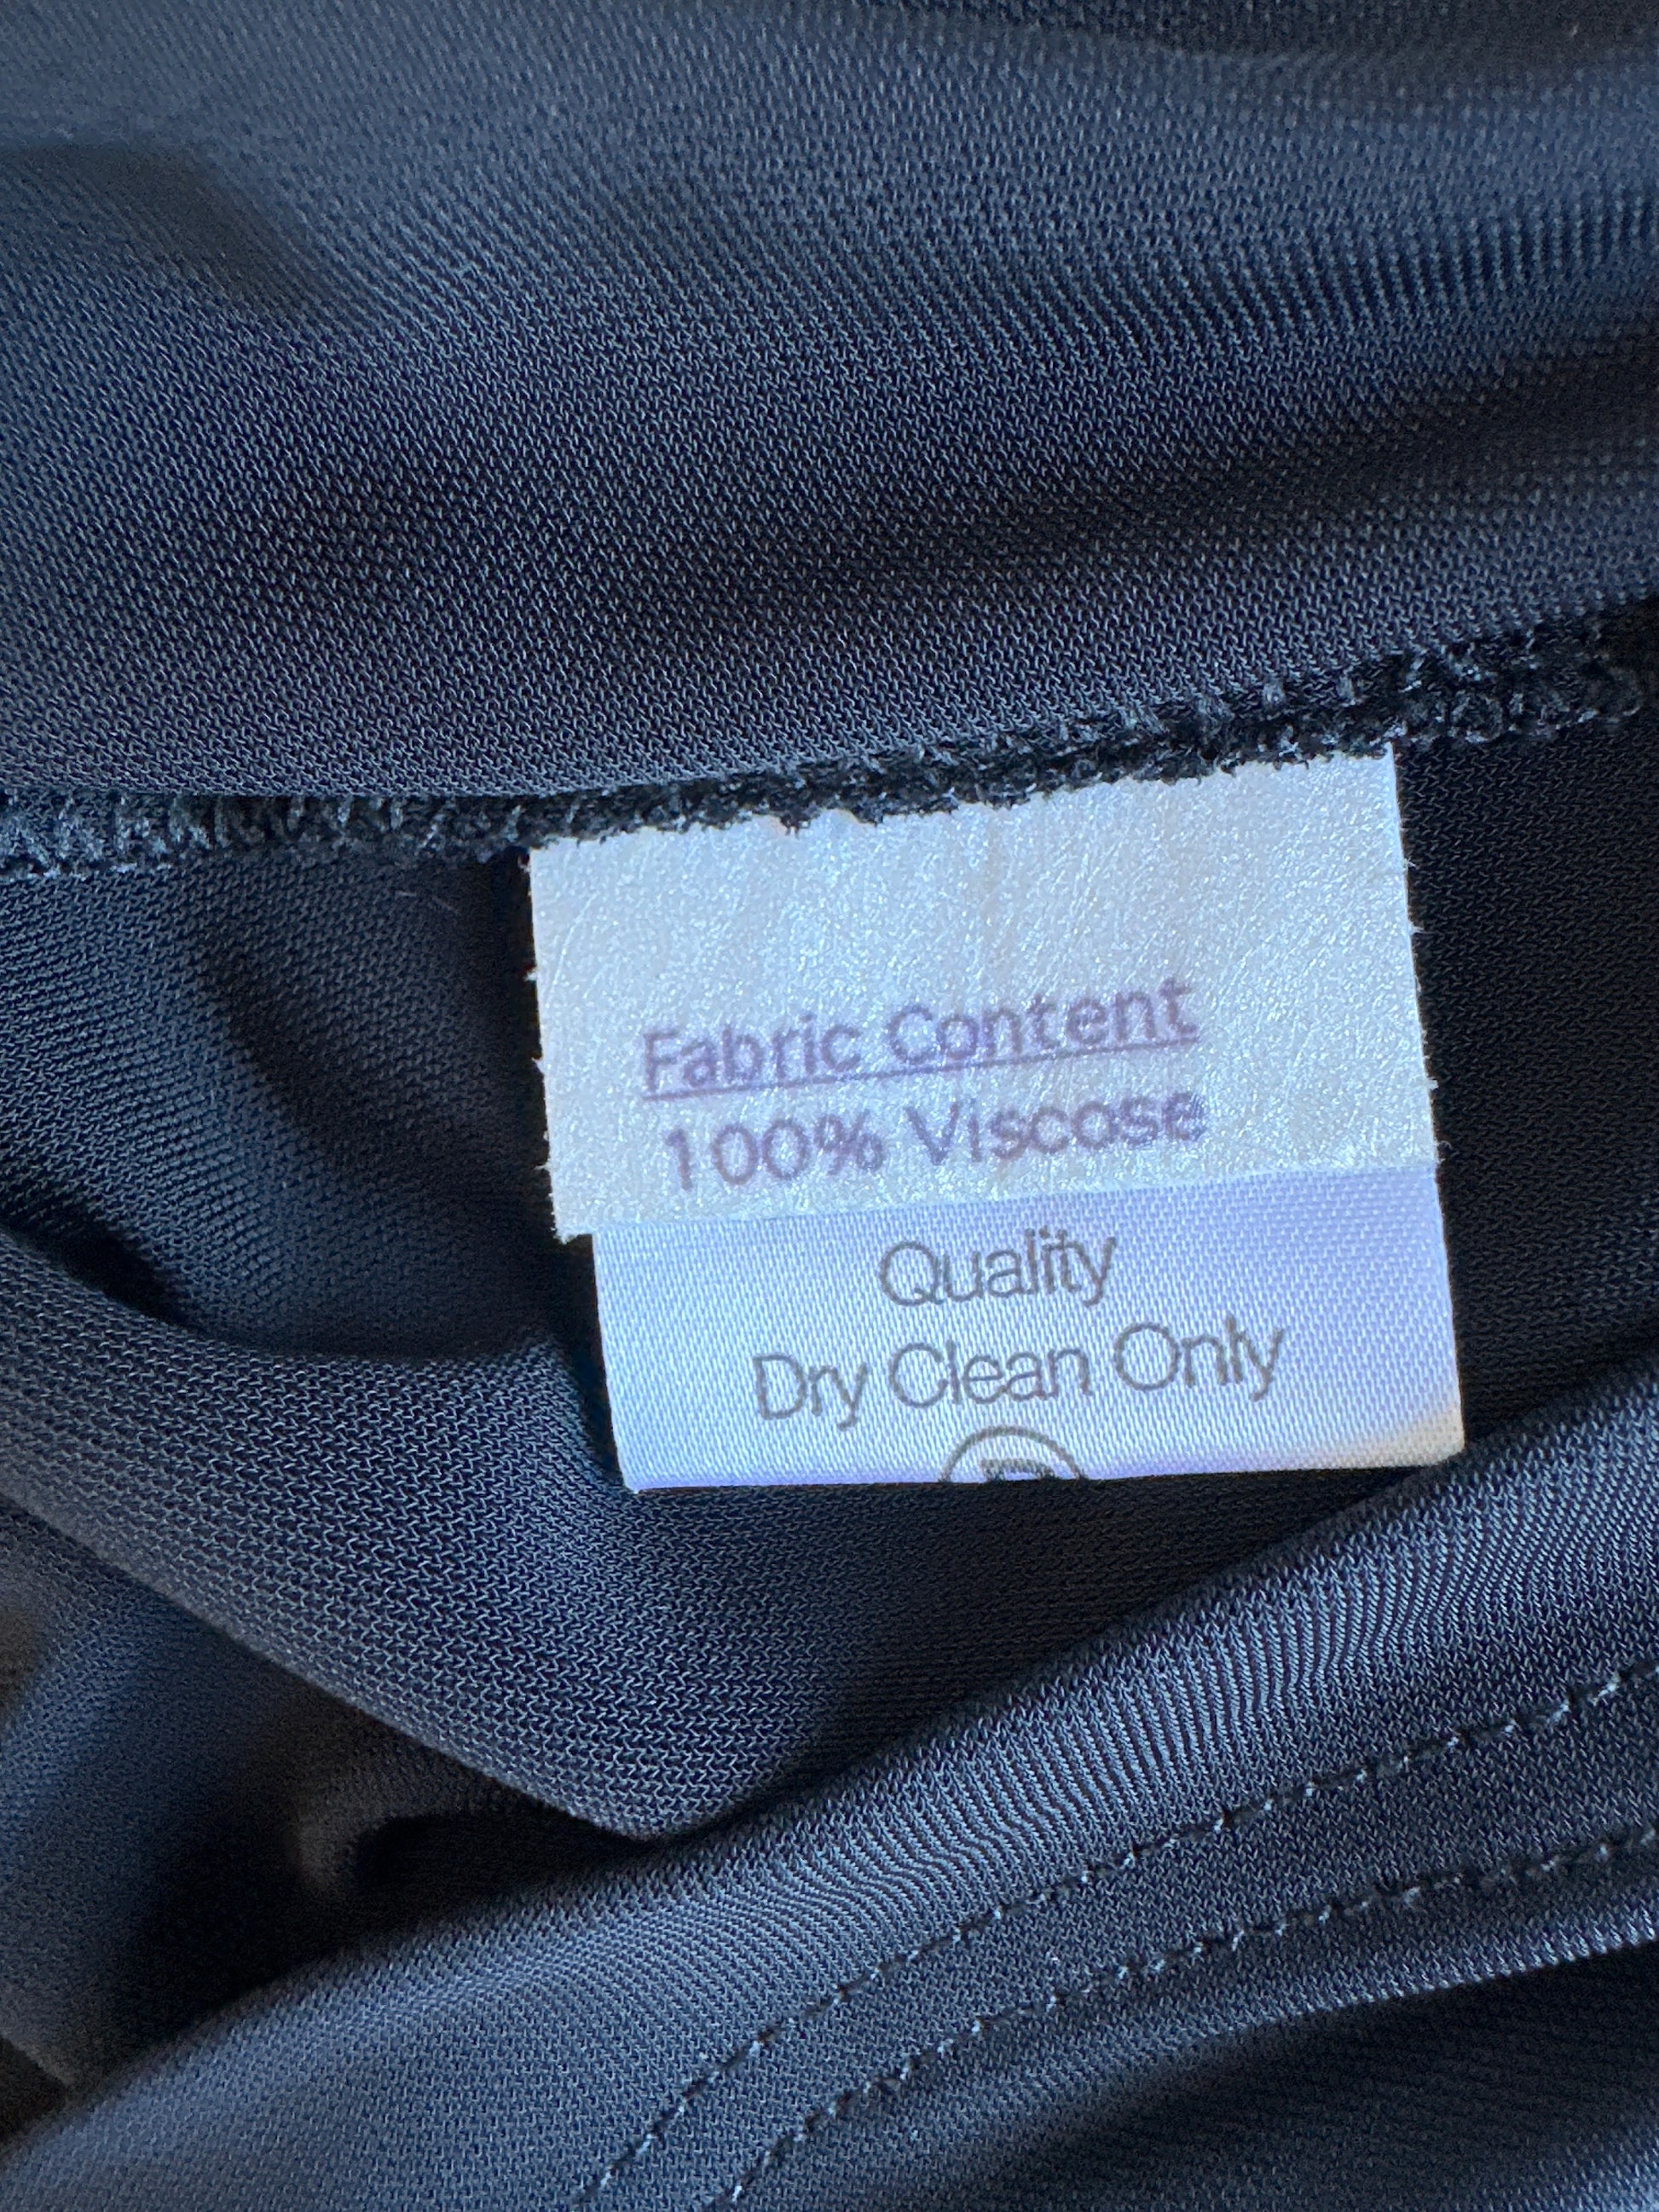 Fabric Content
100% Viscose
Quality
Dry Clean Only